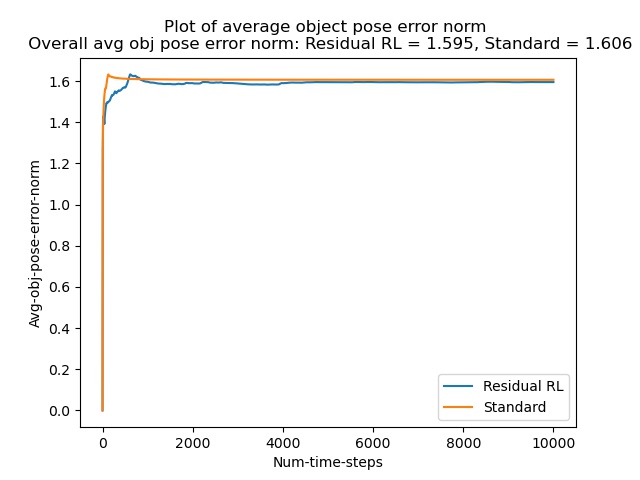 Plot of average object pose error norm
Overall avg obj pose error norm: Residual RL = 1.595, Standard = 1.606
Avg-obj-pose-error-norm
1.6
1.4
1.2
1.0
0.8
0.6
0.4
0.2
0.0
Residual RL
Standard
0 2000 4000 6000 8000 10000
Num-time-steps